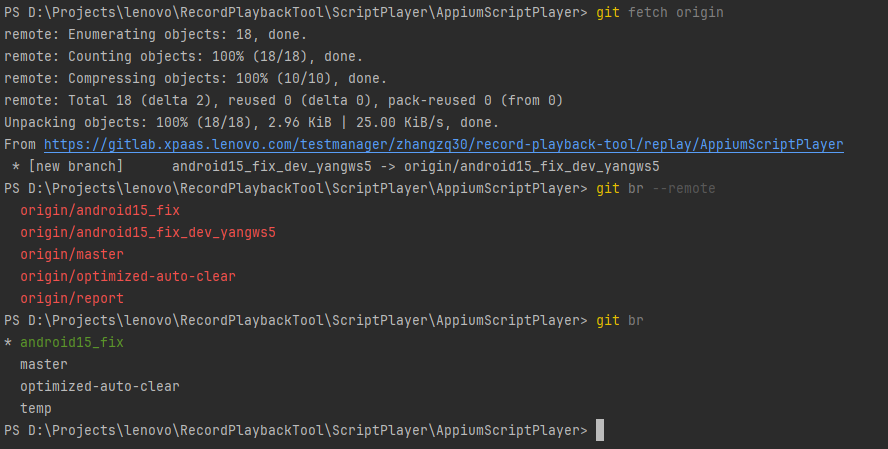 PS D:\Projects\lenovo\RecordPlaybackTool\ScriptPlayer\AppiumScriptPlayer> git fetch origin
remote: Enumerating objects: 18, done.
remote: Counting objects: 100% (18/18), done.
remote: Compressing objects: 100% (10/10), done.
remote: Total 18 (delta 2), reused 0 (delta 0), pack-reused 0 (from 0)
Unpacking objects: 100% (18/18), 2.96 KiB | 25.00 KiB/s, done.
From https://gitlab.xpaas.lenovo.com/testmanager/zhangzq30/record-playback-tool/replay/AppiumScriptPlayer
 * [new branch]      android15_fix_dev_yangws5 -> origin/android15_fix_dev_yangws5
PS D:\Projects\lenovo\RecordPlaybackTool\ScriptPlayer\AppiumScriptPlayer> git br --remote
  origin/android15_fix
  origin/android15_fix_dev_yangws5
  origin/master
  origin/optimized-auto-clear
  origin/report
PS D:\Projects\lenovo\RecordPlaybackTool\ScriptPlayer\AppiumScriptPlayer> git br
* android15_fix
  master
  optimized-auto-clear
  temp
PS D:\Projects\lenovo\RecordPlaybackTool\ScriptPlayer\AppiumScriptPlayer>